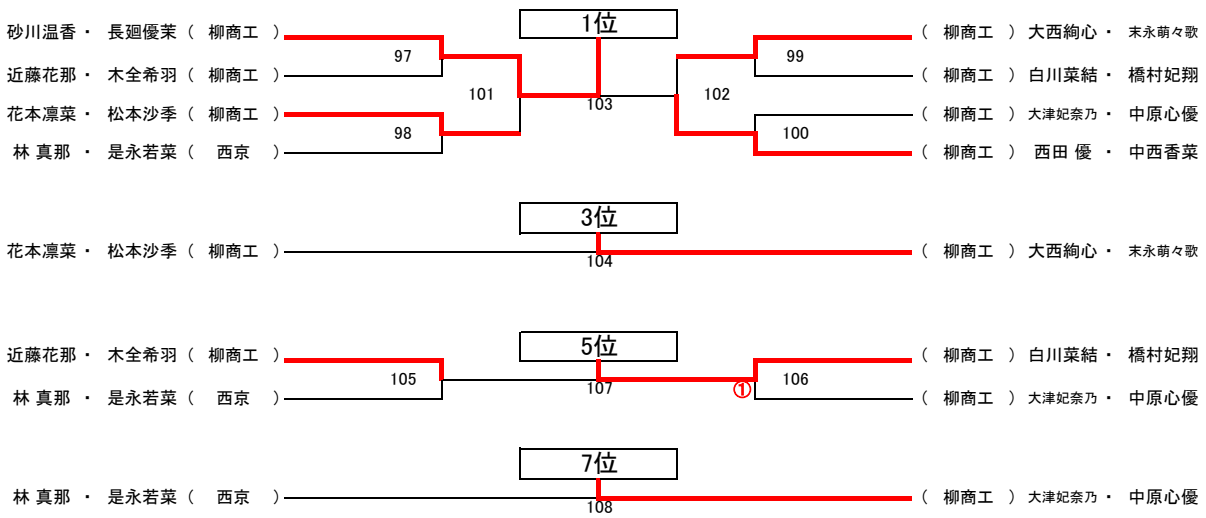 1位
砂川温香・ 長廻優茉 ( 柳商工 ) ( 柳商工 ) 大西絢心・ 末永萌々歌
97 99
近藤花那・ 木全希羽 ( 柳商工 ) ( 柳商工 ) 白川菜結・ 橋村妃翔
101 103 102
花本凛菜・ 松本沙季 ( 柳商工 ) ( 柳商工 ) 大津妃奈乃・ 中原心優
98 100
林 真那 ・ 是永若菜 ( 西京 ) ( 柳商工 ) 西田 優 ・ 中西香菜
3位
花本凛菜・ 松本沙季 ( 柳商工 ) ( 柳商工 ) 大西絢心・ 末永萌々歌
104
5位
近藤花那・ 木全希羽 ( 柳商工 ) ( 柳商工 ) 白川菜結・ 橋村妃翔
105 107 ① 106
林 真那 ・ 是永若菜 ( 西京 ) ( 柳商工 ) 大津妃奈乃・ 中原心優
7位
林 真那 ・ 是永若菜 ( 西京 ) ( 柳商工 ) 大津妃奈乃・ 中原心優
108